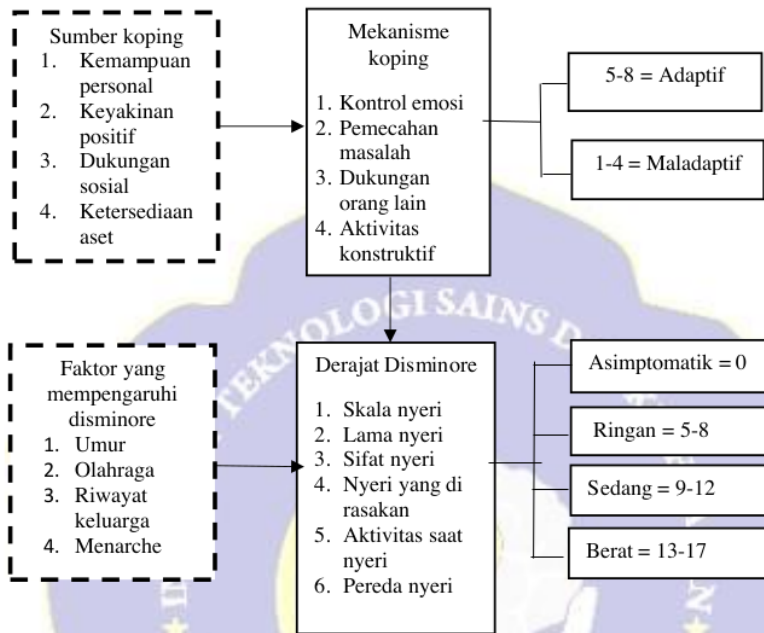 Sumber koping
1. Kemampuan
personal
2. Keyakinan
positif
3. Dukungan
sosial
4. Ketersediaan
aset
Mekanisme
koping
1. Kontrol emosi
2. Pemecahan
masalah
3. Dukungan
orang lain
4. Aktivitas
konstruktif
5-8 = Adaptif
1-4 = Maladaptif
Faktor yang
mempengaruhi
disminore
1. Umur
2. Olahraga
3. Riwayat
keluarga
4. Menarche
Derajat Disminore
1. Skala nyeri
2. Lama nyeri
3. Sifat nyeri
4. Nyeri yang di
rasakan
5. Aktivitas saat
nyeri
6. Pereda nyeri
Asimptomatik = 0
Ringan = 5-8
Sedang = 9-12
Berat = 13-17
TEKNOLOGI SAINS